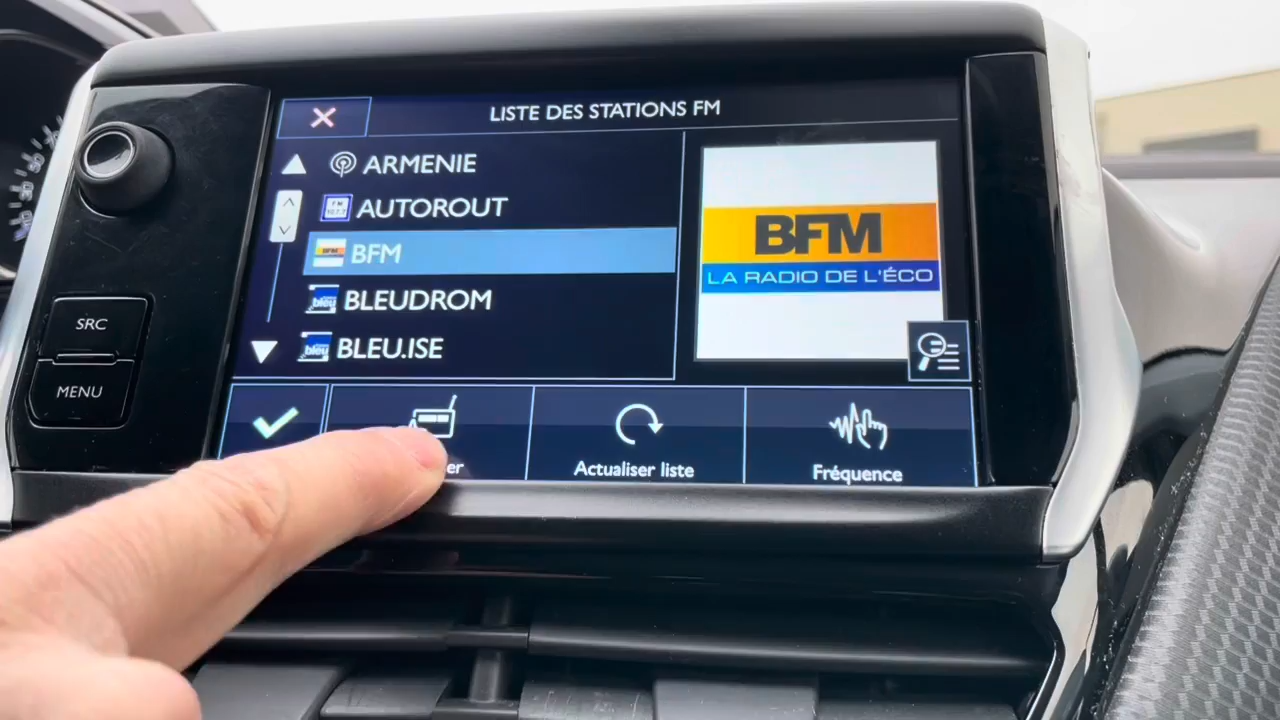 LISTE DES STATIONS FM
ARMENIE
AUTOROUT
BFM
BLEUDROM
BLEU.ISE
BFM
LA RADIO DE L'ÉCO
SRC
MENU
er
Actualiser liste
Fréquence